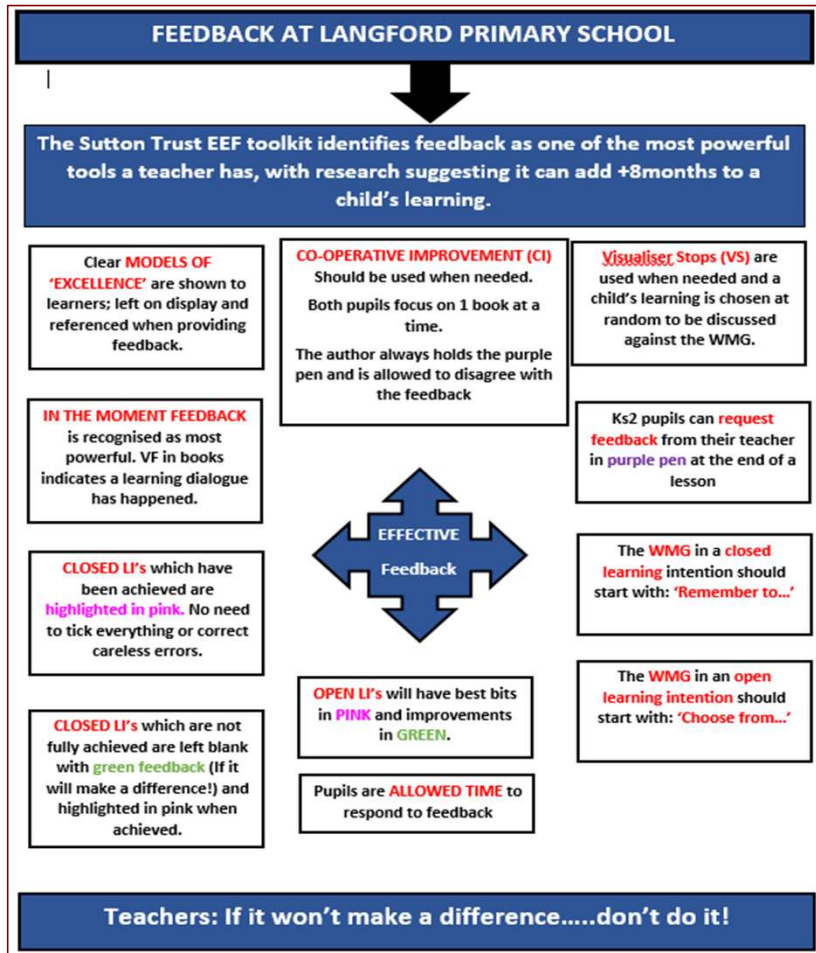 FEEDBACK AT LANGFORD PRIMARY SCHOOL
The Sutton Trust EEF toolkit identifies feedback as one of the most powerful
tools a teacher has, with research suggesting it can add +8months to a
child's learning.
Clear MODELS OF
'EXCELLENCE' are shown to
learners; left on display and
referenced when providing
feedback.
CO-OPERATIVE IMPROVEMENT (CI)
Should be used when needed.
Both pupils focus on 1 book at a
time.
The author always holds the purple
pen and is allowed to disagree with
the feedback
Visualiser Stops (VS) are
used when needed and a
child's learning is chosen at
random to be discussed
against the WMG.
IN THE MOMENT FEEDBACK
is recognised as most
powerful. VF in books
indicates a learning dialogue
has happened.
Ks2 pupils can request
feedback from their teacher
in purple pen at the end of a
lesson
EFFECTIVE
Feedback
CLOSED LI's which have
been achieved are
highlighted in pink. No need
to tick everything or correct
careless errors.
The WMG in a closed
learning intention should
start with: 'Remember to...'
OPEN LI's will have best bits
in PINK and improvements
in GREEN.
The WMG in an open
learning intention should
start with: 'Choose from...'
CLOSED LI's which are not
fully achieved are left blank
with green feedback (If it
will make a difference!) and
highlighted in pink when
achieved.
Pupils are ALLOWED TIME to
respond to feedback
Teachers: If it won't make a difference.....don't do it!